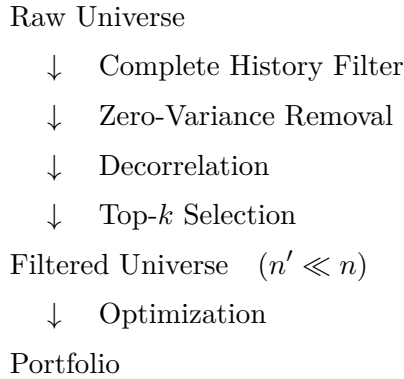 Raw Universe
↓ Complete History Filter
↓ Zero-Variance Removal
↓ Decorrelation
↓ Top-k Selection
Filtered Universe (n′ ≪ n)
↓ Optimization
Portfolio